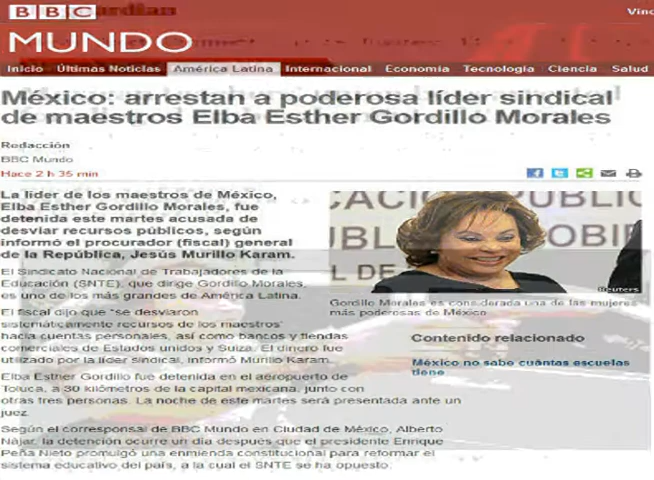 BBC
MUNDO
Inicio Últimas Noticias América Latina Internacional Economía Tecnología Ciencia Salud
México: arrestan a poderosa líder sindical
de maestros Elba Esther Gordillo Morales
Redacción
BBC Mundo
Hace 2 h 35 min
La líder de los maestros de México,
Elba Esther Gordillo Morales, fue
detenida este martes acusada de
desviar recursos públicos, según
informó el procurador (fiscal) general
de la República, Jesús Murillo Karam.
El Sindicato Nacional de Trabajadores de la
Educación (SNTE), que dirige Gordillo Morales,
es uno de los más grandes de América Latina.
El fiscal dijo que "se desviaron
sistemáticamente recursos de los maestros"
hacia cuentas personales, así como bancos y tiendas
comerciales de Estados unidos y Suiza. El dinero fue
utilizado por la líder sindical, informó Murillo Karam.
Elba Esther Gordillo fue detenida en el aeropuerto de
Toluca, a 30 kilómetros de la capital mexicana, junto con
otras tres personas. La noche de este martes será presentada ante un
juez.
Según el corresponsal de BBC Mundo en Ciudad de México, Alberto
Nájar, la detención ocurre un día después que el presidente Enrique
Peña Nieto promulgó una enmienda constitucional para reformar el
sistema educativo del país, a la cual el SNTE se ha opuesto.
Reuters
Gordillo Morales es considerada una de las mujeres
más poderosas de México
Contenido relacionado
México no sabe cuántas escuelas
tiene